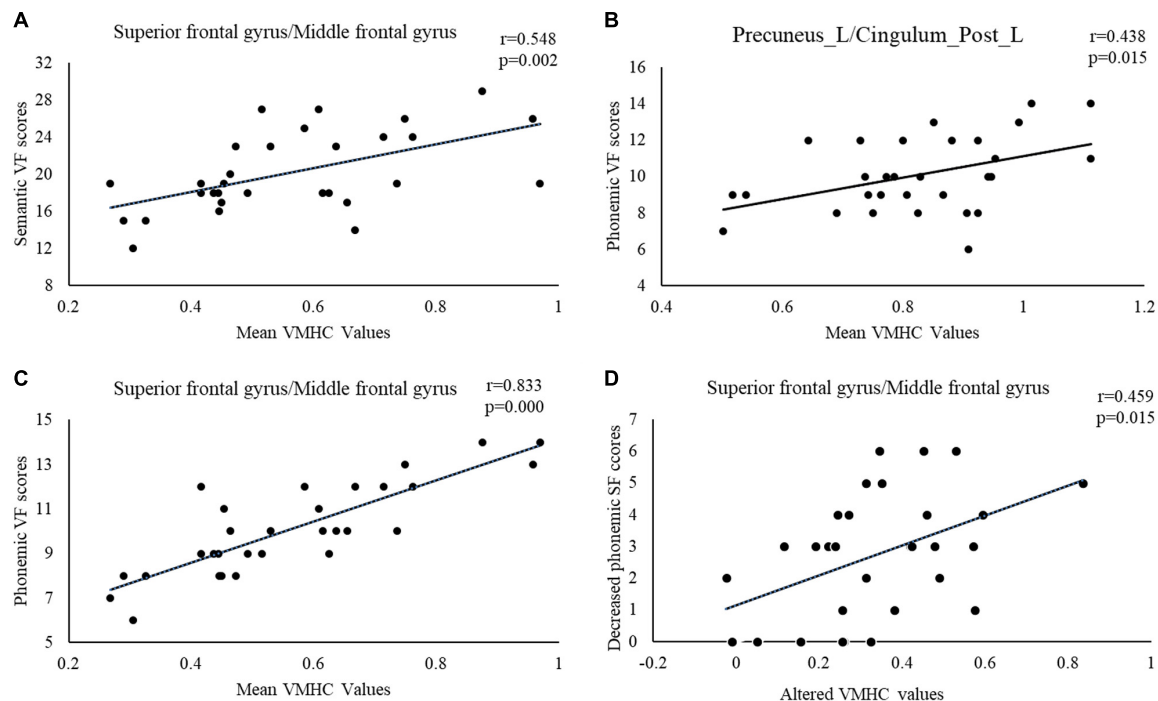 A
Superior frontal gyrus/Middle frontal gyrus
r=0.548
p=0.002
Semantic VF scores
32
28
24
20
16
12
8
0.2 0.4 0.6 0.8 1
Mean VMHC Values
B
Precuneus_L/Cingulum_Post_L
r=0.438
p=0.015
Phonemic VF scores
16
14
12
10
8
6
4
0.4 0.6 0.8 1 1.2
Mean VMHC Values
C
Superior frontal gyrus/Middle frontal gyrus
r=0.833
p=0.000
Phonemic VF scores
15
13
11
9
7
5
0.2 0.4 0.6 0.8 1
Mean VMHC Values
D
Superior frontal gyrus/Middle frontal gyrus
r=0.459
p=0.015
Decreased phonemic SF ccores
7
6
5
4
3
2
1
0
-0.2 0 0.2 0.4 0.6 0.8 1
Altered VMHC values